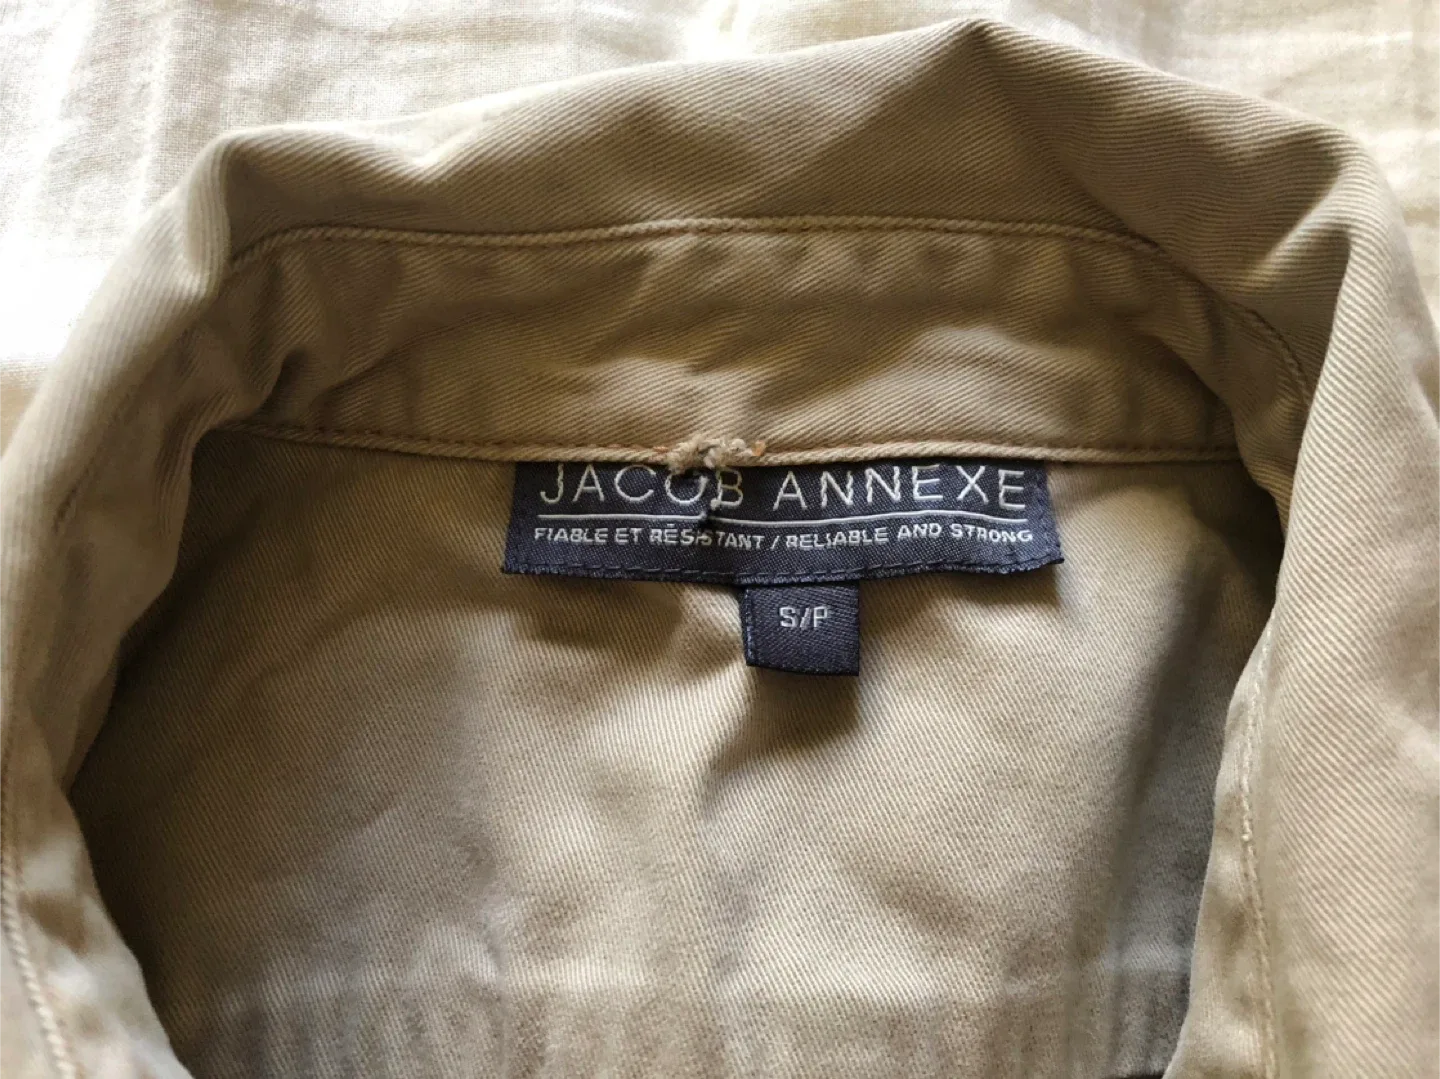 JACOB ANNEXE
FIABLE ET RÉSISTANT / RELIABLE AND STRONG
S/P